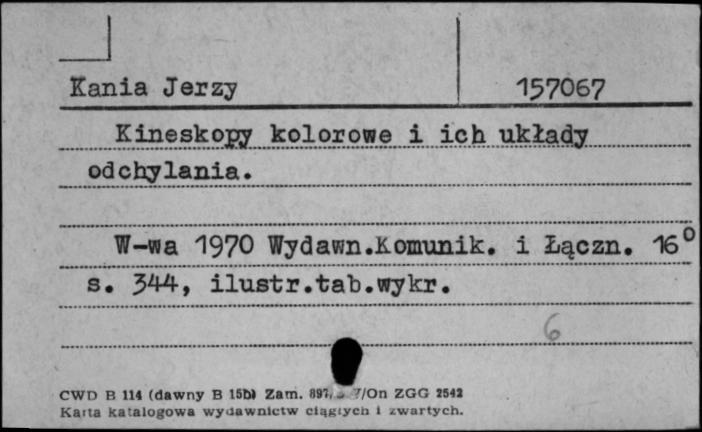 Kania Jerzy 157067
Kineskopy kolorowe i ich układy
odchylania.
W-wa 1970 Wydawn.Komunik. i Łączn. 16⁰
s. 344, ilustr.tab.wykr.
6
CWD B 114 (dawny B 15b) Zam. /On ZGG 2542
Karta katalogowa wydawnictw ciągłych i zwartych.